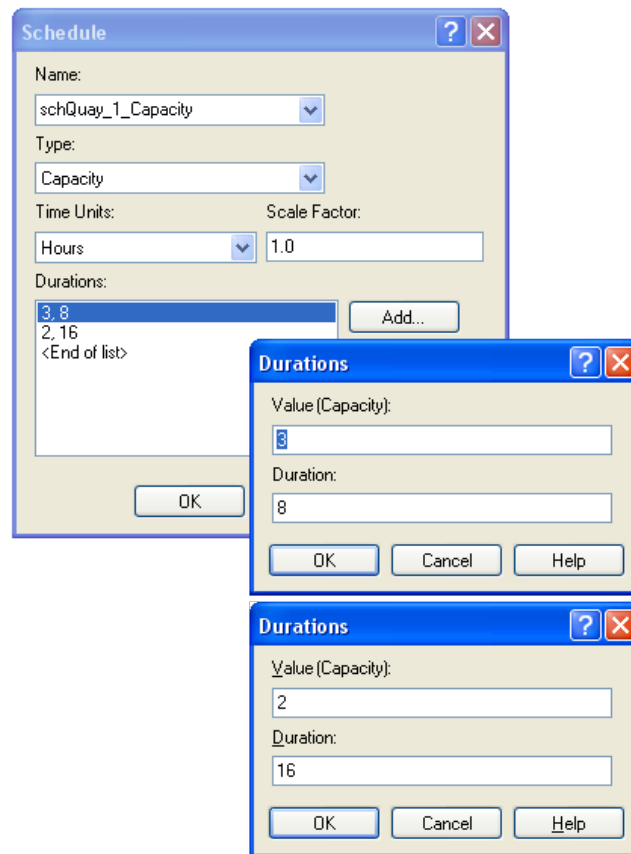 Schedule
Name:
schQuay_1_Capacity
Type:
Capacity
Time Units: Scale Factor:
Hours 1.0
Durations:
3, 8
2, 16
<End of list>
Add...
OK
Durations
Value (Capacity):
3
Duration:
8
OK Cancel Help
Durations
Value (Capacity):
2
Duration:
16
OK Cancel Help